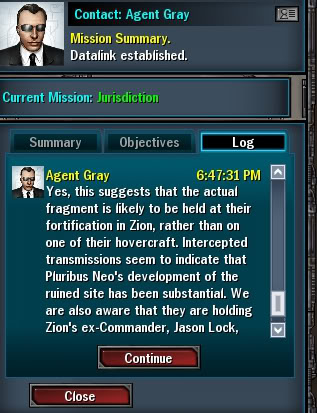 Contact: Agent Gray
Mission Summary.
Datalink established.
Current Mission: Jurisdiction
Summary
Objectives
Log
Agent Gray 6:47:31 PM
Yes, this suggests that the actual
fragment is likely to be held at their
fortification in Zion, rather than on
one of their hovercraft. Intercepted
transmissions seem to indicate that
Pluribus Neo's development of the
ruined site has been substantial. We
are also aware that they are holding
Zion's ex-Commander, Jason Lock,
Continue
Close